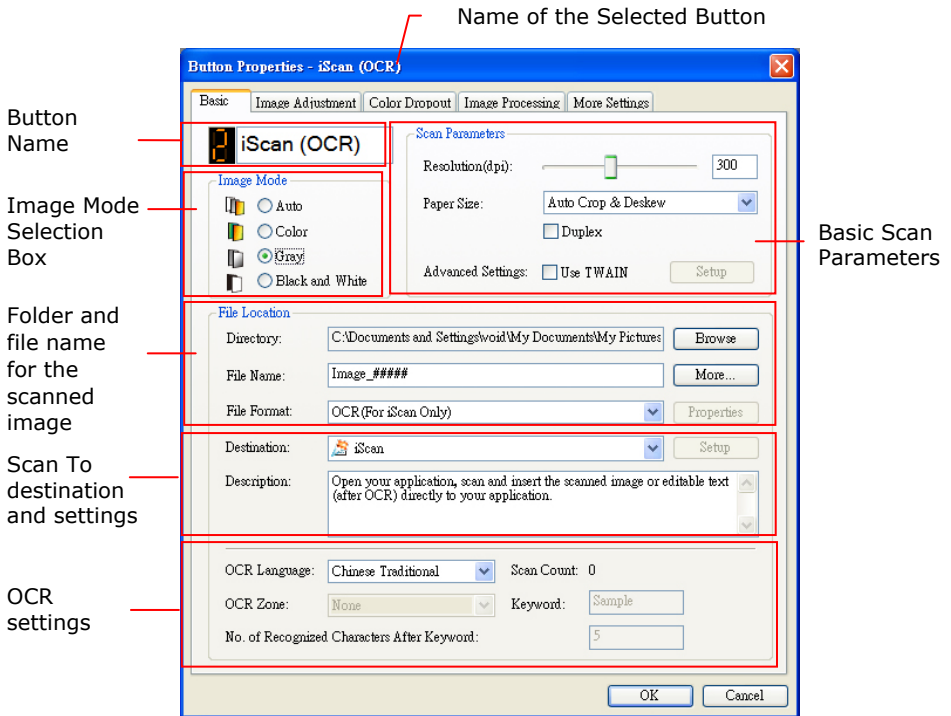 Name of the Selected Button
Button Properties - iScan (OCR)
Basic Image Adjustment Color Dropout Image Processing More Settings
Button
Name
2 iScan (OCR)
Image Mode
Auto
Color
Gray
Black and White
Image Mode
Selection
Box
Scan Parameters
Resolution(dpi): 300
Paper Size: Auto Crop & Deskew
Duplex
Advanced Settings: Use TWAIN Setup
Basic Scan
Parameters
Folder and
file name
for the
scanned
image
File Location
Directory: C:\Documents and Settings\void\My Documents\My Pictures Browse
File Name: Image_##### More...
File Format: OCR(For iScan Only) Properties
Scan To
destination
and settings
Destination: iScan Setup
Description: Open your application, scan and insert the scanned image or editable text
(after OCR) directly to your application.
OCR
settings
OCR Language: Chinese Traditional Scan Count: 0
OCR Zone: None Keyword: Sample
No. of Recognized Characters After Keyword: 5
OK Cancel